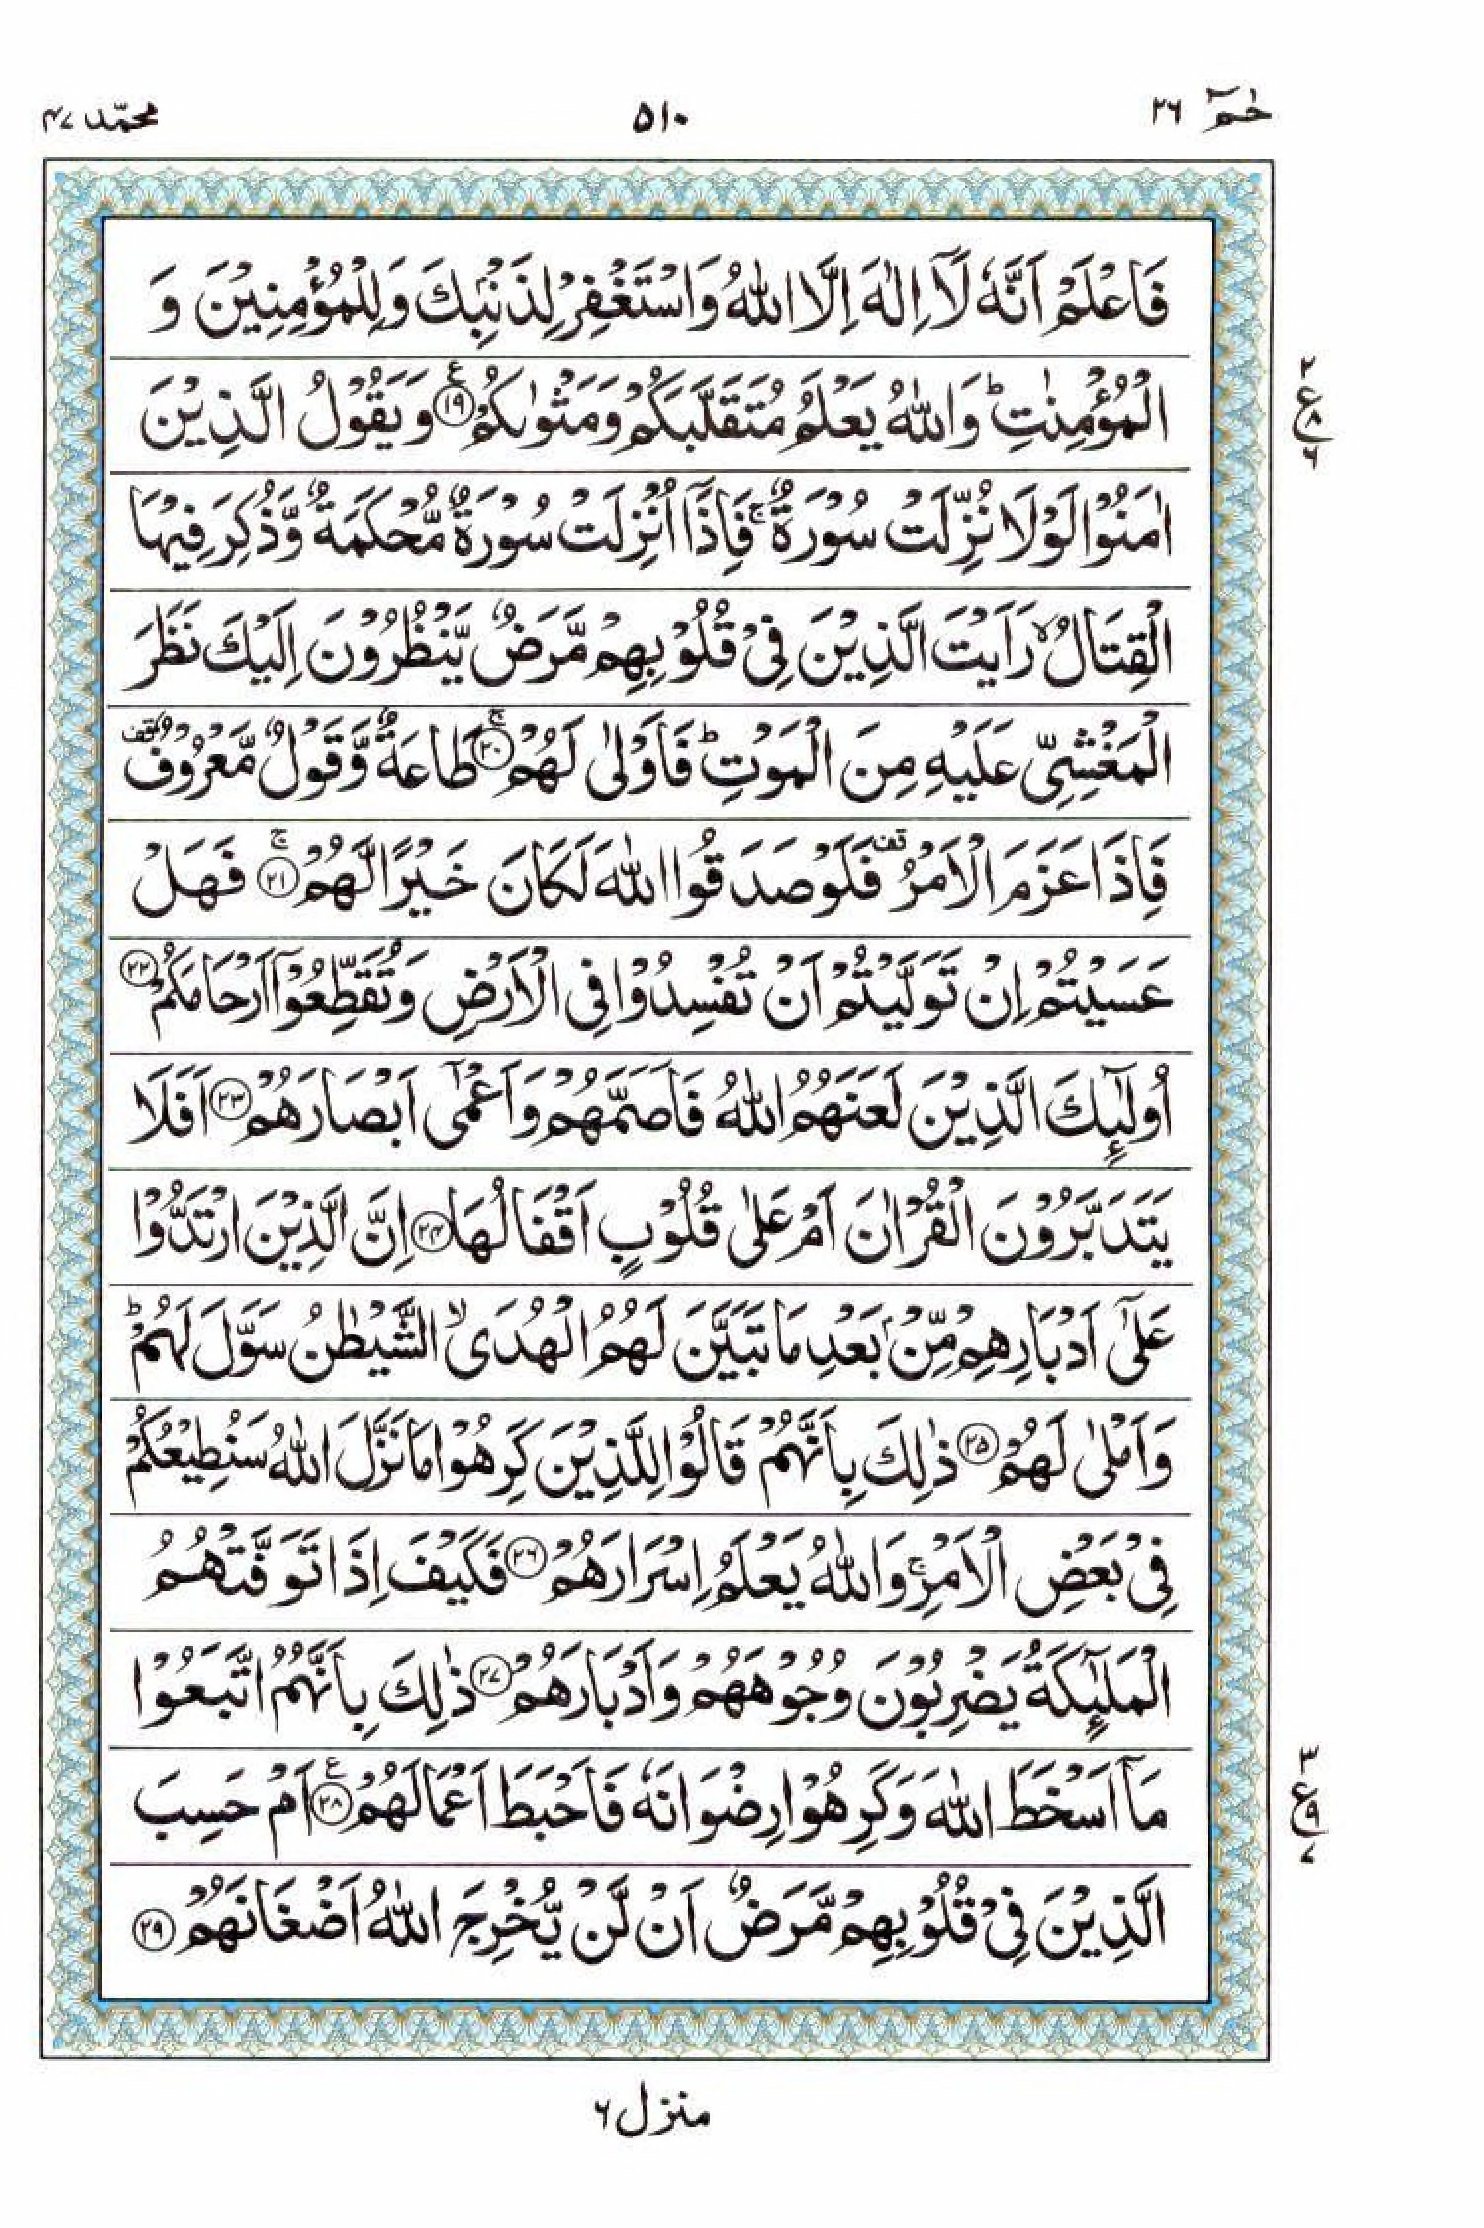 حٰمٓ ٢٦
٥١٠
محمّد ٤٧
فَاعْلَمْ اَنَّهٗ لَآ اِلٰهَ اِلَّا اللّٰهُ وَاسْتَغْفِرْ لِذَنْۢبِكَ وَلِلْمُؤْمِنِيْنَ وَ
الْمُؤْمِنٰتِ ؕ وَاللّٰهُ يَعْلَمُ مُتَقَلَّبَكُمْ وَمَثْوٰىكُمْ ۧ ﴿١٩﴾ وَيَقُوْلُ الَّذِيْنَ
٢
ع
٨
٦
اٰمَنُوْا لَوْلَا نُزِّلَتْ سُوْرَةٌ ۚ فَاِذَآ اُنْزِلَتْ سُوْرَةٌ مُّحْكَمَةٌ وَّذُكِرَ فِيْهَا
الْقِتَالُ ۙ رَاَيْتَ الَّذِيْنَ فِيْ قُلُوْبِهِمْ مَّرَضٌ يَّنْظُرُوْنَ اِلَيْكَ نَظَرَ
الْمَغْشِيِّ عَلَيْهِ مِنَ الْمَوْتِ ؕ فَاَوْلٰى لَهُمْ ۚ ﴿٢٠﴾ طَاعَةٌ وَّقَوْلٌ مَّعْرُوْفٌ قف
فَاِذَا عَزَمَ الْاَمْرُ قف فَلَوْ صَدَقُوا اللّٰهَ لَكَانَ خَيْرًا لَّهُمْ ۚ ﴿٢١﴾ فَهَلْ
عَسَيْتُمْ اِنْ تَوَلَّيْتُمْ اَنْ تُفْسِدُوْا فِي الْاَرْضِ وَتُقَطِّعُوْٓا اَرْحَامَكُمْ ﴿٢٢﴾
اُولٰٓئِكَ الَّذِيْنَ لَعَنَهُمُ اللّٰهُ فَاَصَمَّهُمْ وَاَعْمٰٓى اَبْصَارَهُمْ ﴿٢٣﴾ اَفَلَا
يَتَدَبَّرُوْنَ الْقُرْاٰنَ اَمْ عَلٰى قُلُوْبٍ اَقْفَالُهَا ﴿٢٤﴾ اِنَّ الَّذِيْنَ ارْتَدُّوْا
عَلٰٓى اَدْبَارِهِمْ مِّنْۢ بَعْدِ مَا تَبَيَّنَ لَهُمُ الْهُدَى ۙ الشَّيْطٰنُ سَوَّلَ لَهُمْ ؕ
وَاَمْلٰى لَهُمْ ﴿٢٥﴾ ذٰلِكَ بِاَنَّهُمْ قَالُوْا لِلَّذِيْنَ كَرِهُوْا مَا نَزَّلَ اللّٰهُ سَنُطِيْعُكُمْ
فِيْ بَعْضِ الْاَمْرِ ۚ وَاللّٰهُ يَعْلَمُ اِسْرَارَهُمْ ﴿٢٦﴾ فَكَيْفَ اِذَا تَوَفَّتْهُمُ
الْمَلٰٓئِكَةُ يَضْرِبُوْنَ وُجُوْهَهُمْ وَاَدْبَارَهُمْ ﴿٢٧﴾ ذٰلِكَ بِاَنَّهُمُ اتَّبَعُوْا
مَآ اَسْخَطَ اللّٰهَ وَكَرِهُوْا رِضْوَانَهٗ فَاَحْبَطَ اَعْمَالَهُمْ ۧ ﴿٢٨﴾ اَمْ حَسِبَ
٣
ع
٩
٧
الَّذِيْنَ فِيْ قُلُوْبِهِمْ مَّرَضٌ اَنْ لَّنْ يُّخْرِجَ اللّٰهُ اَضْغَانَهُمْ ﴿٢٩﴾
منزل ٦